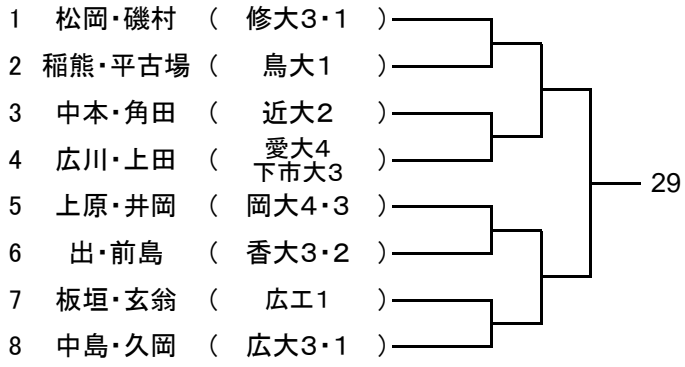 1 松岡・磯村 ( 修大3・1 )
2 稲熊・平古場 ( 鳥大1 )
3 中本・角田 ( 近大2 )
4 広川・上田 ( 愛大4 下市大3 )
5 上原・井岡 ( 岡大4・3 )
6 出・前島 ( 香大3・2 )
7 板垣・玄翁 ( 広工1 )
8 中島・久岡 ( 広大3・1 )
29